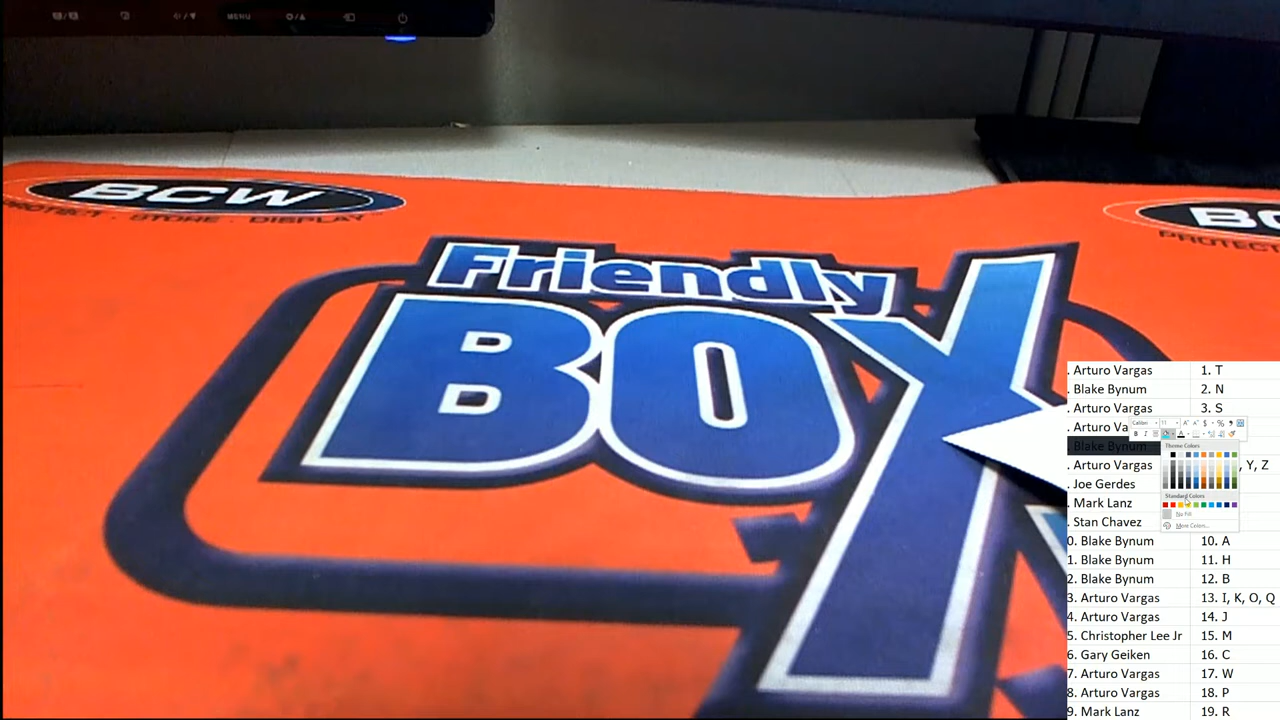 MENU
BCW
PROTECT · STORE · DISPLAY
BC
PROTECT
Friendly
BOX
. Arturo Vargas 1. T
. Blake Bynum 2. N
. Arturo Vargas 3. S
. Arturo Va
Calibri 11
Blake Bynum
Theme Colors
. Arturo Vargas , Y, Z
. Joe Gerdes
. Mark Lanz
Standard Colors
. Stan Chavez
No Fill
More Colors...
0. Blake Bynum 10. A
1. Blake Bynum 11. H
2. Blake Bynum 12. B
3. Arturo Vargas 13. I, K, O, Q
4. Arturo Vargas 14. J
5. Christopher Lee Jr 15. M
6. Gary Geiken 16. C
7. Arturo Vargas 17. W
8. Arturo Vargas 18. P
9. Mark Lanz 19. R